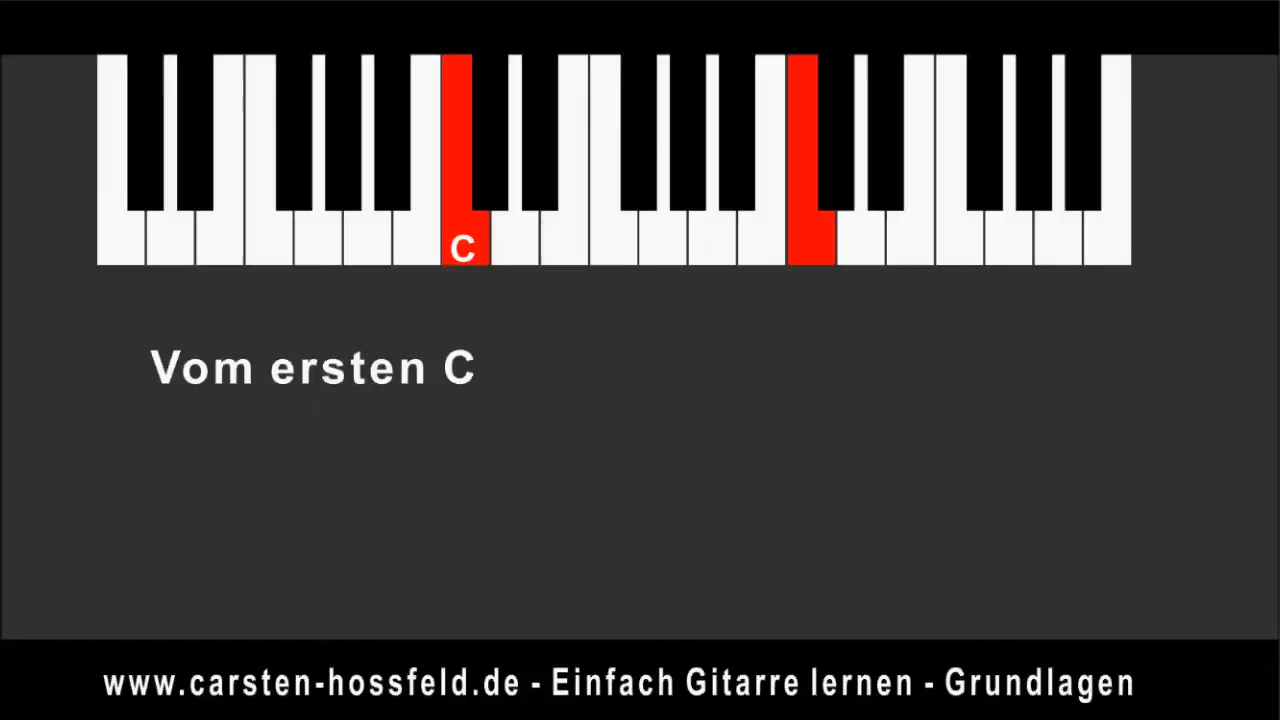 C
Vom ersten C
www.carsten-hossfeld.de - Einfach Gitarre lernen - Grundlagen